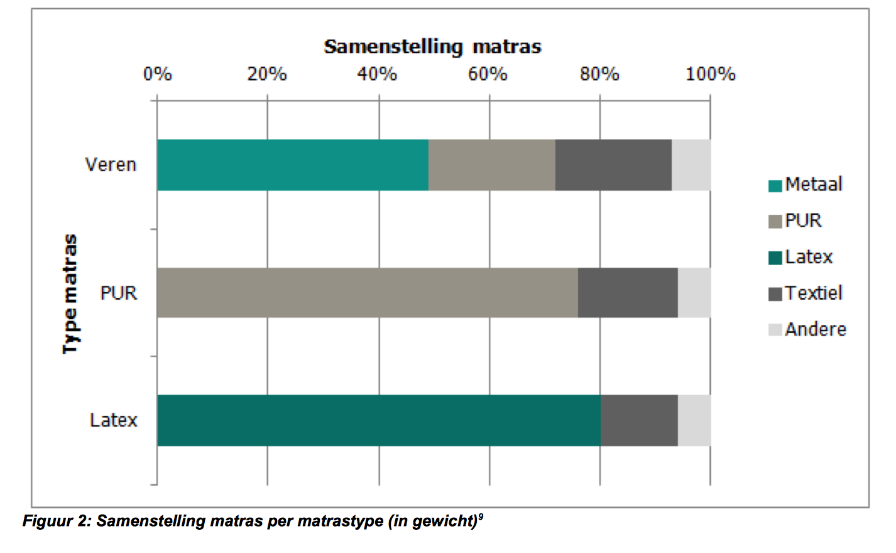 Samenstelling matras
0% 20% 40% 60% 80% 100%
Type matras
Veren
PUR
Latex
Metaal
PUR
Latex
Textiel
Andere
Figuur 2: Samenstelling matras per matrastype (in gewicht)⁹